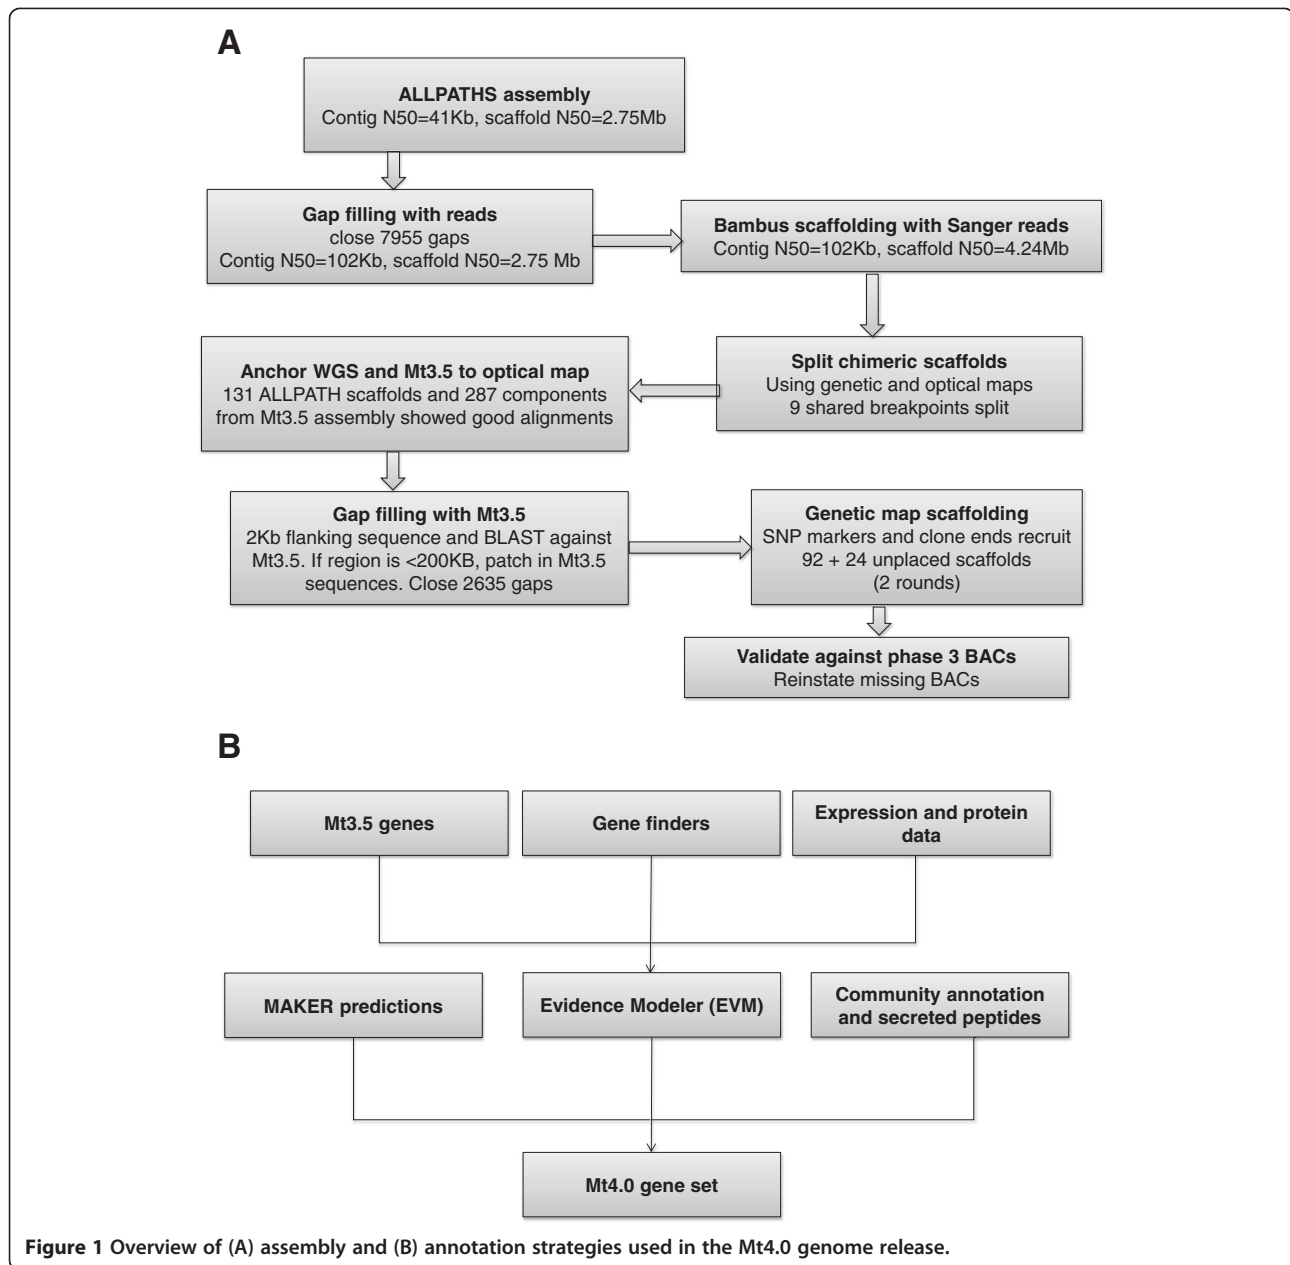 A
ALLPATHS assembly
Contig N50=41Kb, scaffold N50=2.75Mb
Gap filling with reads
close 7955 gaps
Contig N50=102Kb, scaffold N50=2.75 Mb
Bambus scaffolding with Sanger reads
Contig N50=102Kb, scaffold N50=4.24Mb
Split chimeric scaffolds
Using genetic and optical maps
9 shared breakpoints split
Anchor WGS and Mt3.5 to optical map
131 ALLPATH scaffolds and 287 components
from Mt3.5 assembly showed good alignments
Gap filling with Mt3.5
2Kb flanking sequence and BLAST against
Mt3.5. If region is <200KB, patch in Mt3.5
sequences. Close 2635 gaps
Genetic map scaffolding
SNP markers and clone ends recruit
92 + 24 unplaced scaffolds
(2 rounds)
Validate against phase 3 BACs
Reinstate missing BACs
B
Mt3.5 genes
Gene finders
Expression and protein
data
MAKER predictions
Evidence Modeler (EVM)
Community annotation
and secreted peptides
Mt4.0 gene set
Figure 1 Overview of (A) assembly and (B) annotation strategies used in the Mt4.0 genome release.